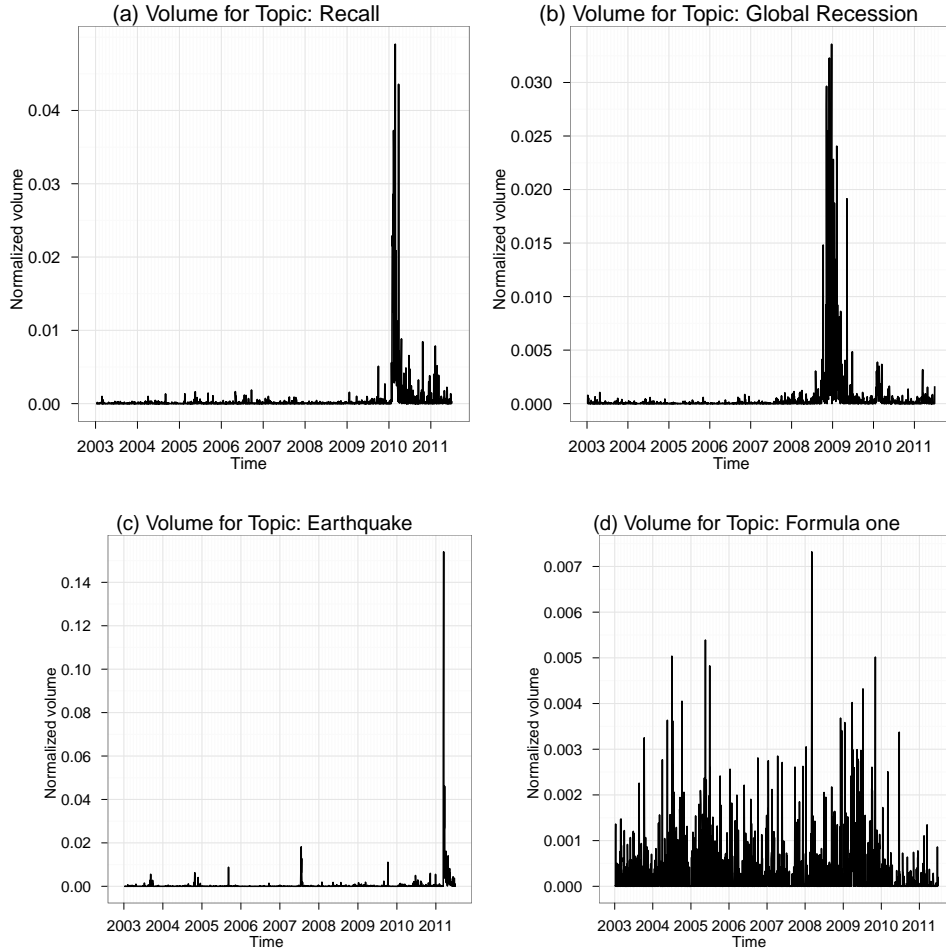 (a) Volume for Topic: Recall
Normalized volume
0.04
0.03
0.02
0.01
0.00
2003 2004 2005 2006 2007 2008 2009 2010 2011
Time
(b) Volume for Topic: Global Recession
Normalized volume
0.030
0.025
0.020
0.015
0.010
0.005
0.000
2003 2004 2005 2006 2007 2008 2009 2010 2011
Time
(c) Volume for Topic: Earthquake
Normalized volume
0.14
0.12
0.10
0.08
0.06
0.04
0.02
0.00
2003 2004 2005 2006 2007 2008 2009 2010 2011
Time
(d) Volume for Topic: Formula one
Normalized volume
0.007
0.006
0.005
0.004
0.003
0.002
0.001
0.000
2003 2004 2005 2006 2007 2008 2009 2010 2011
Time